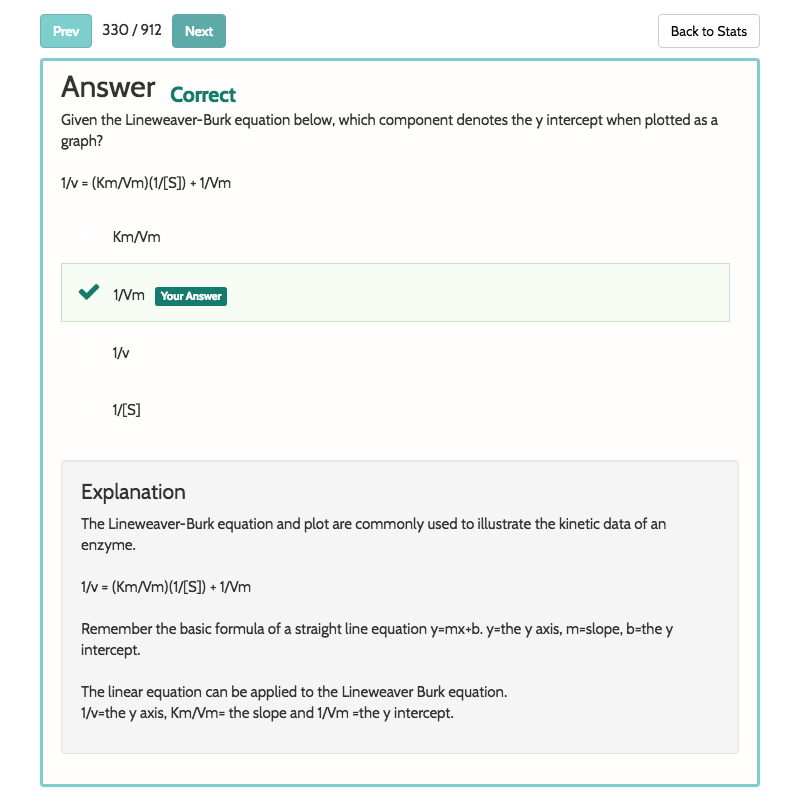 Prev 330 / 912 Next Back to Stats
Answer Correct
Given the Lineweaver-Burk equation below, which component denotes the y intercept when plotted as a
graph?
1/v = (Km/Vm)(1/[S]) + 1/Vm
Km/Vm
1/Vm Your Answer
1/v
1/[S]
Explanation
The Lineweaver-Burk equation and plot are commonly used to illustrate the kinetic data of an
enzyme.
1/v = (Km/Vm)(1/[S]) + 1/Vm
Remember the basic formula of a straight line equation y=mx+b. y=the y axis, m=slope, b=the y
intercept.
The linear equation can be applied to the Lineweaver Burk equation.
1/v=the y axis, Km/Vm= the slope and 1/Vm =the y intercept.